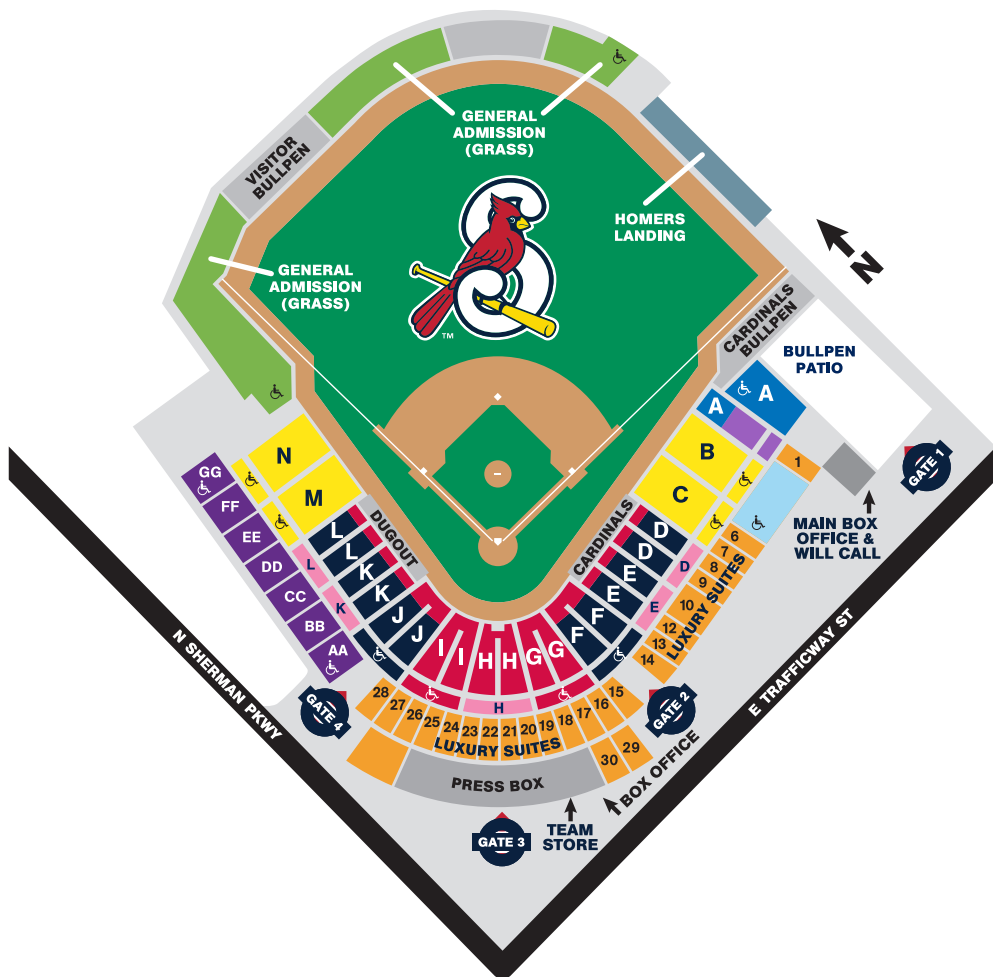 GENERAL
ADMISSION
(GRASS)
VISITOR
BULLPEN
HOMERS
LANDING
N
GENERAL
ADMISSION
(GRASS)
TM
CARDINALS
BULLPEN
BULLPEN
PATIO
A
A
B
C
N
M
GG
FF
EE
DD
CC
BB
AA
L
K
L
L
K
K
J
J
DUGOUT
CARDINALS
D
D
E
E
F
F
D
E
I
I
H
H
G
G
H
1
6
7
8
9
10
12
13
14
LUXURY SUITES
GATE 1
MAIN BOX
OFFICE &
WILL CALL
N SHERMAN PKWY
E TRAFFICWAY ST
GATE 4
GATE 2
28
27
26
25
24
23
22
21
20
19
18
17
16
15
LUXURY SUITES
29
30
PRESS BOX
BOX OFFICE
TEAM
STORE
GATE 3